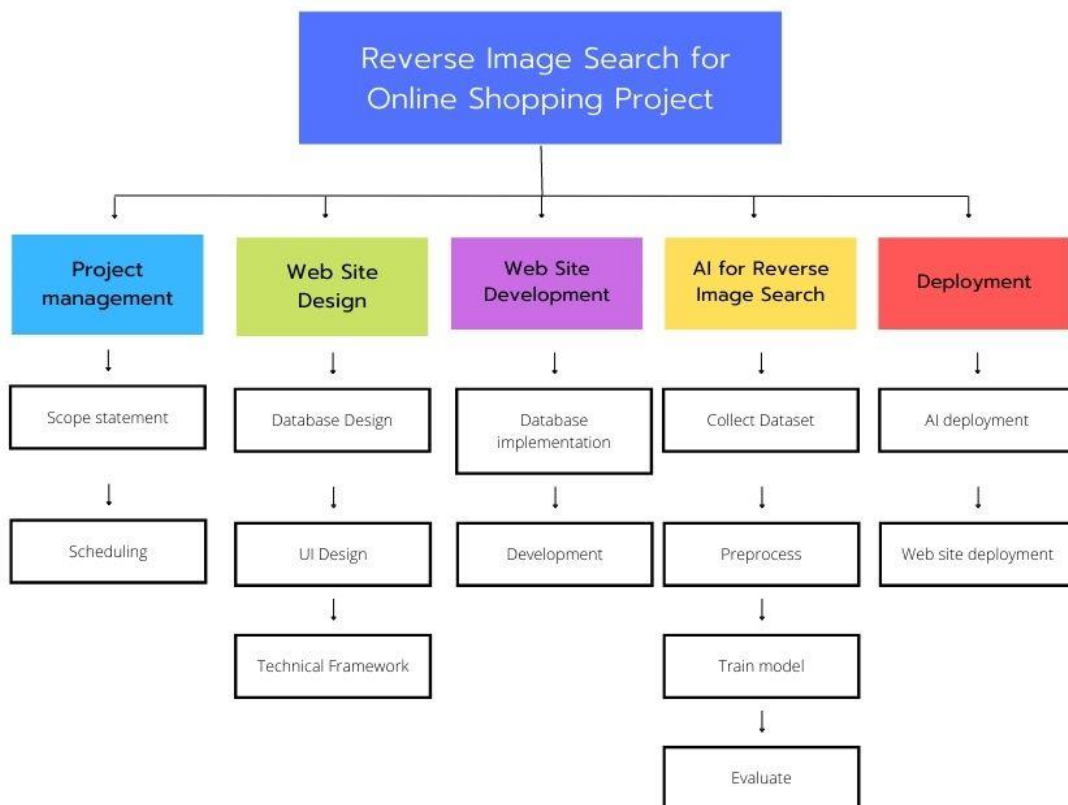 Reverse Image Search for
Online Shopping Project
Project
management
Web Site
Design
Web Site
Development
AI for Reverse
Image Search
Deployment
Scope statement
Database Design
Database
implementation
Collect Dataset
AI deployment
Scheduling
UI Design
Development
Preprocess
Web site deployment
Technical Framework
Train model
Evaluate